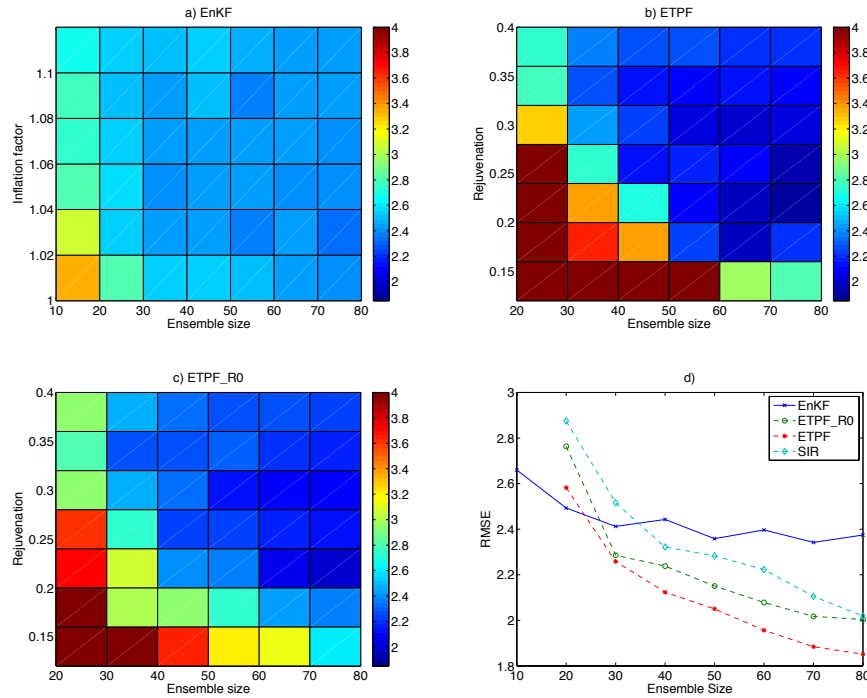 a) EnKF
Inflation factor
1.1
1.08
1.06
1.04
1.02
1
10 20 30 40 50 60 70 80
Ensemble size
4
3.8
3.6
3.4
3.2
3
2.8
2.6
2.4
2.2
2
b) ETPF
Rejuvenation
0.4
0.35
0.3
0.25
0.2
0.15
20 30 40 50 60 70 80
Ensemble size
4
3.8
3.6
3.4
3.2
3
2.8
2.6
2.4
2.2
2
c) ETPF_R0
Rejuvenation
0.4
0.35
0.3
0.25
0.2
0.15
20 30 40 50 60 70 80
Ensemble size
4
3.8
3.6
3.4
3.2
3
2.8
2.6
2.4
2.2
2
d)
RMSE
3
2.8
2.6
2.4
2.2
2
1.8
10 20 30 40 50 60 70 80
Ensemble Size
EnKF
ETPF_R0
ETPF
SIR